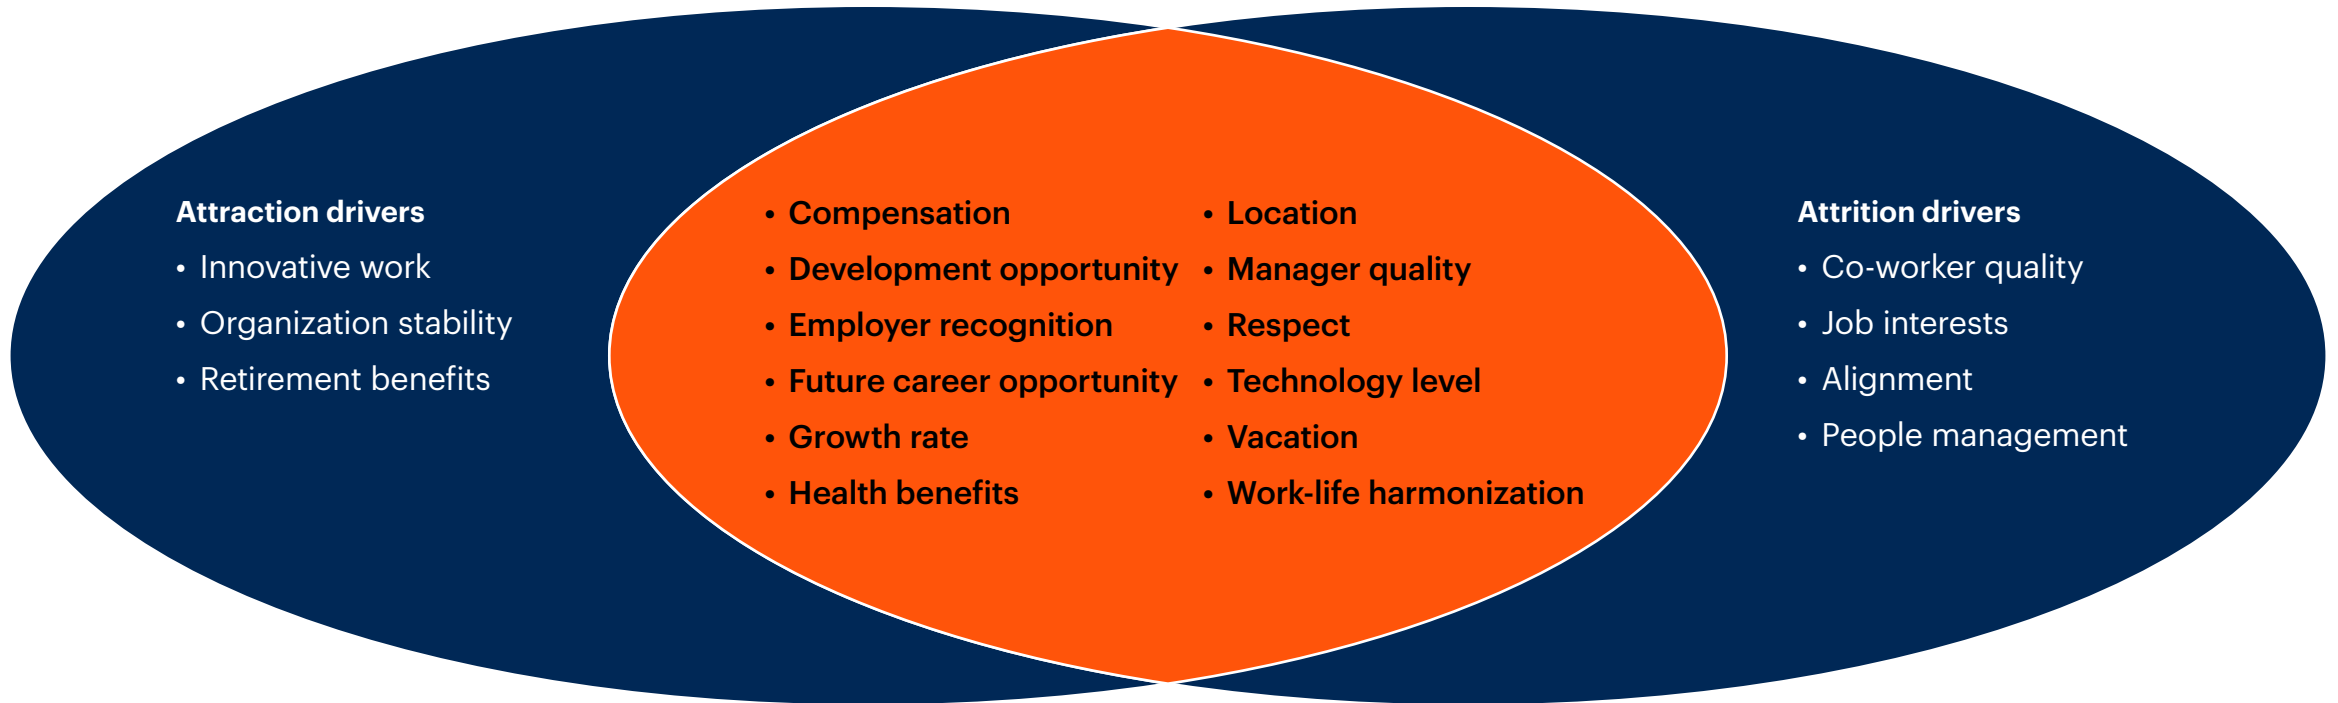 Attraction drivers
• Innovative work
• Organization stability
• Retirement benefits
• Compensation
• Development opportunity
• Employer recognition
• Future career opportunity
• Growth rate
• Health benefits
• Location
• Manager quality
• Respect
• Technology level
• Vacation
• Work-life harmonization
Attrition drivers
• Co-worker quality
• Job interests
• Alignment
• People management